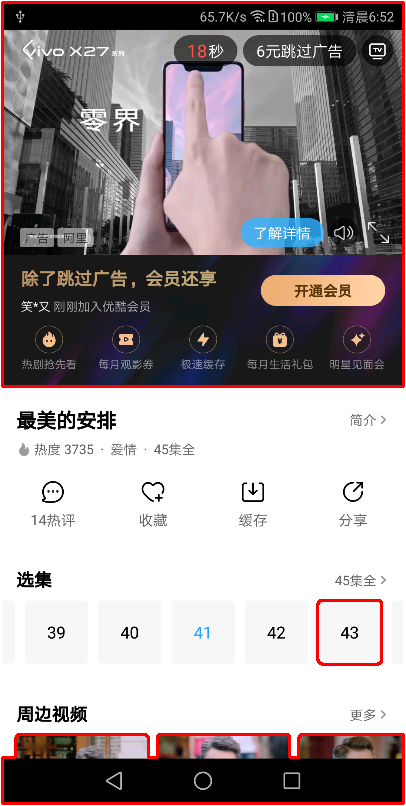 65.7K/s 100% 清晨6:52
vivo X27系列 18秒 6元跳过广告 TV
零界
广告 阿里 了解详情
除了跳过广告，会员还享
笑*又 刚刚加入优酷会员 开通会员
热剧抢先看 每月观影券 极速缓存 每月生活礼包 明星见面会
最美的安排 简介
热度 3735 · 爱情 · 45集全
14热评 收藏 缓存 分享
选集 45集全
39 40 41 42 43
周边视频 更多